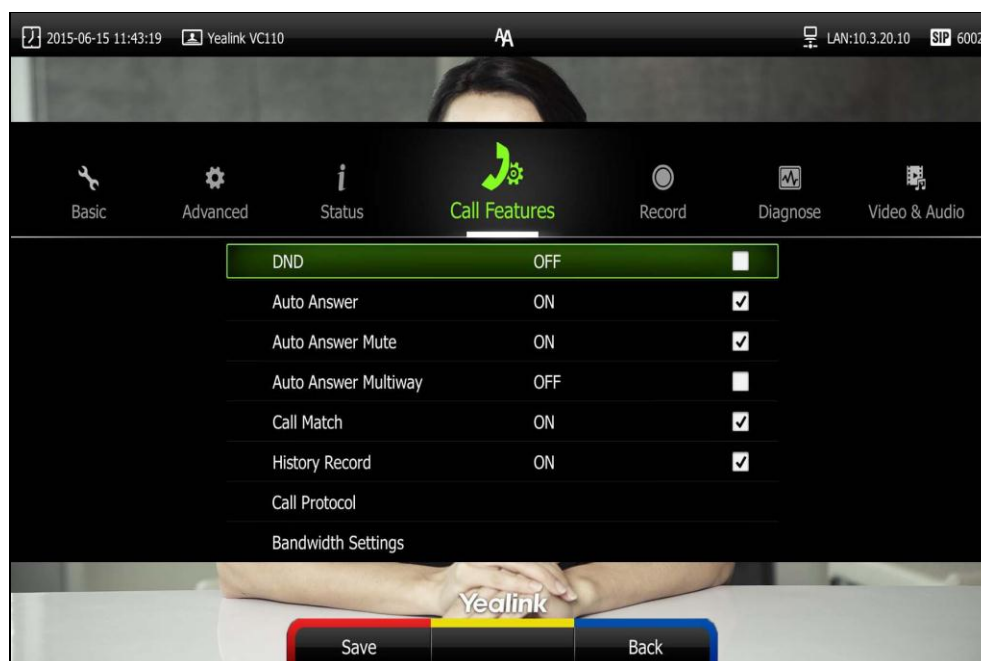 2015-06-15 11:43:19 Yealink VC110 AA LAN:10.3.20.10 SIP 6002
Basic Advanced Status Call Features Record Diagnose Video & Audio
DND OFF
Auto Answer ON
Auto Answer Mute ON
Auto Answer Multiway OFF
Call Match ON
History Record ON
Call Protocol
Bandwidth Settings
Yealink
Save Back